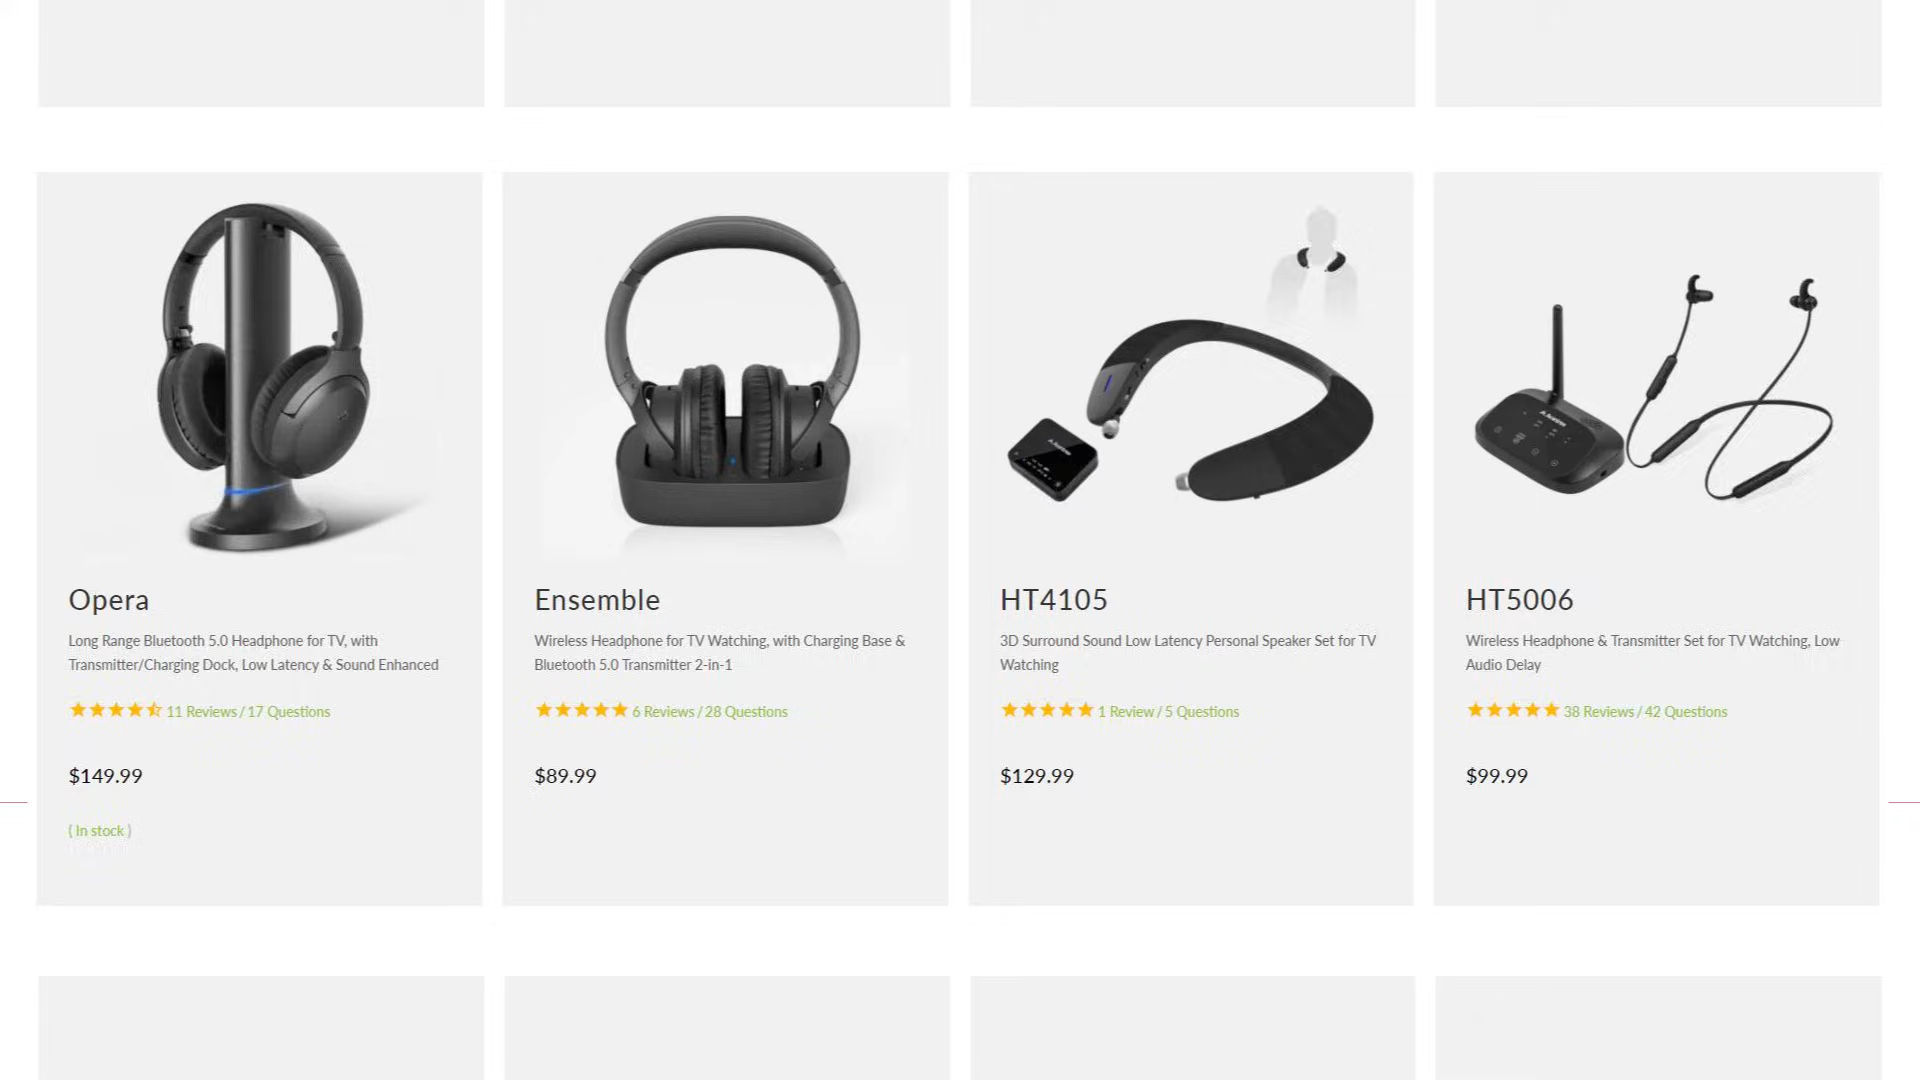 Opera
Long Range Bluetooth 5.0 Headphone for TV, with
Transmitter/Charging Dock, Low Latency & Sound Enhanced
11 Reviews / 17 Questions
$149.99
( In stock )
Ensemble
Wireless Headphone for TV Watching, with Charging Base &
Bluetooth 5.0 Transmitter 2-in-1
6 Reviews / 28 Questions
$89.99
HT4105
3D Surround Sound Low Latency Personal Speaker Set for TV
Watching
1 Review / 5 Questions
$129.99
HT5006
Wireless Headphone & Transmitter Set for TV Watching, Low
Audio Delay
38 Reviews / 42 Questions
$99.99